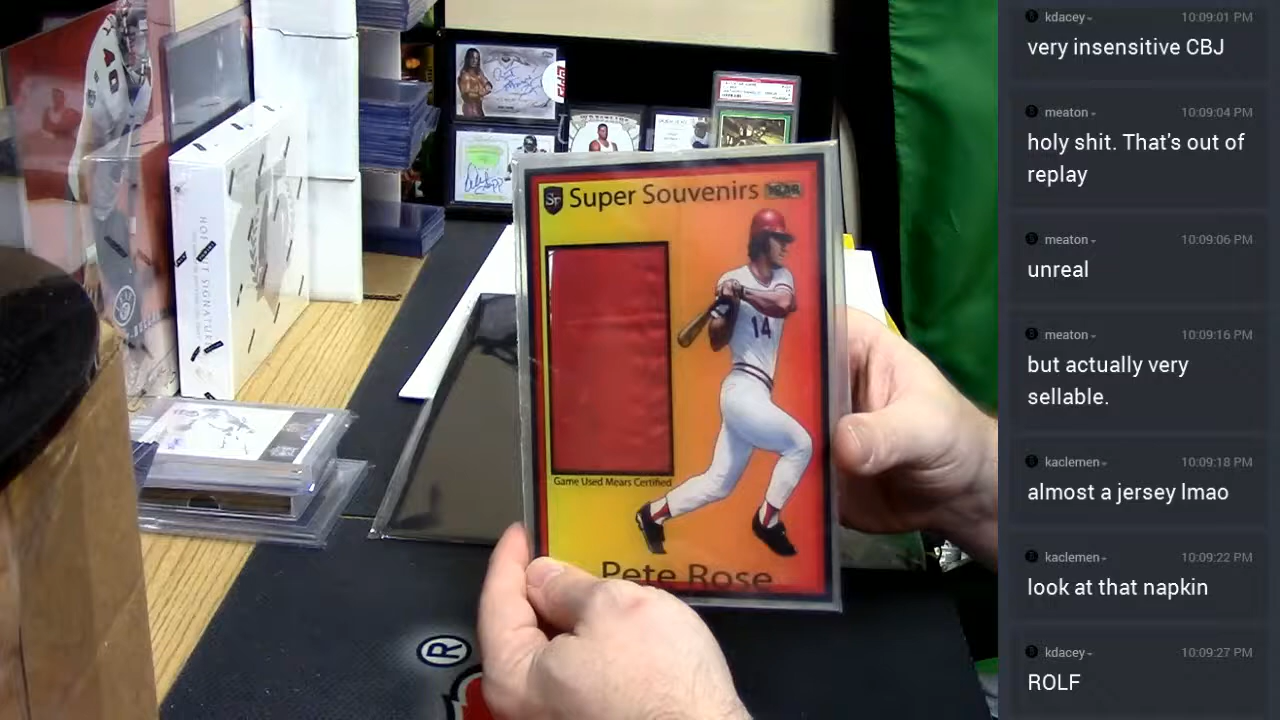 SF Super Souvenirs
14
Game Used Mears Certified
Pete Rose
®
kdacey 10:09:01 PM
very insensitive CBJ
meaton 10:09:04 PM
holy shit. That's out of
replay
meaton 10:09:06 PM
unreal
meaton 10:09:16 PM
but actually very
sellable.
kaclemen 10:09:18 PM
almost a jersey lmao
kaclemen 10:09:22 PM
look at that napkin
kdacey 10:09:27 PM
ROLF